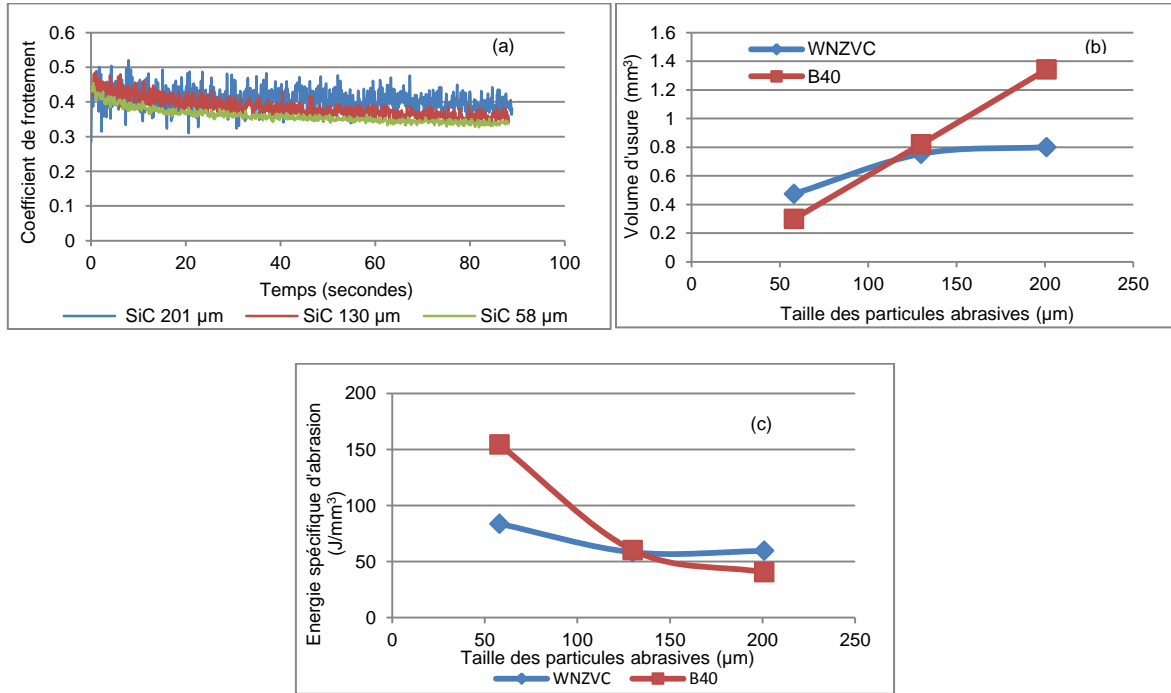 (a)
0.6
0.5
0.4
0.3
0.2
0.1
0
Coefficient de frottement
0 20 40 60 80 100
Temps (secondes)
SiC 201 µm SiC 130 µm SiC 58 µm
(b)
WNZVC
B40
1.6
1.4
1.2
1
0.8
0.6
0.4
0.2
0
Volume d'usure (mm³)
0 50 100 150 200 250
Taille des particules abrasives (µm)
(c)
200
150
100
50
0
Energie spécifique d'abrasion
(J/mm³)
0 50 100 150 200 250
Taille des particules abrasives (µm)
WNZVC B40